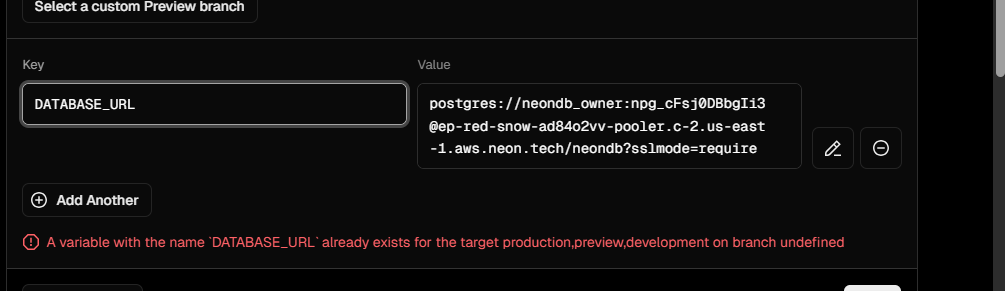 Select a custom Preview branch
Key
Value
DATABASE_URL
postgres://neondb_owner:npg_cFsj0DBbgIi3
@ep-red-snow-ad84o2vv-pooler.c-2.us-east
-1.aws.neon.tech/neondb?sslmode=require
Add Another
A variable with the name `DATABASE_URL` already exists for the target production,preview,development on branch undefined